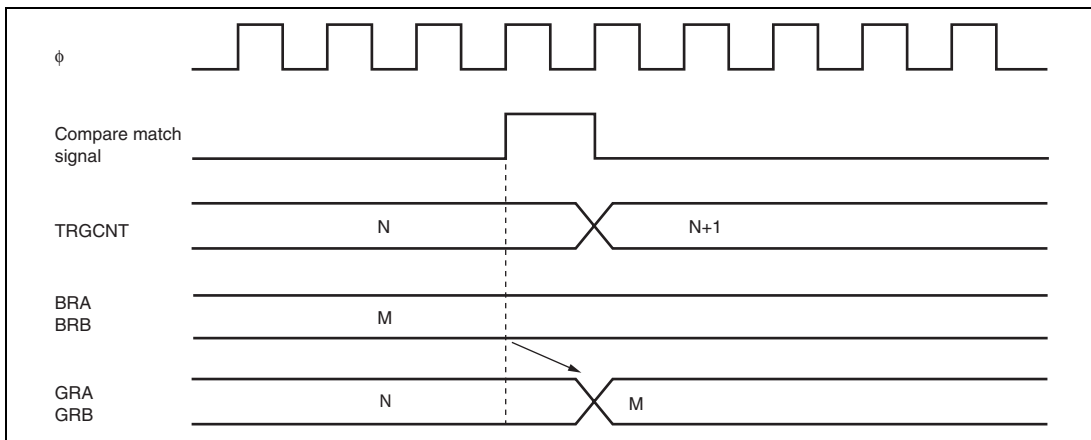 ϕ
Compare match
signal
TRGCNT
N
N+1
BRA
BRB
M
GRA
GRB
N
M